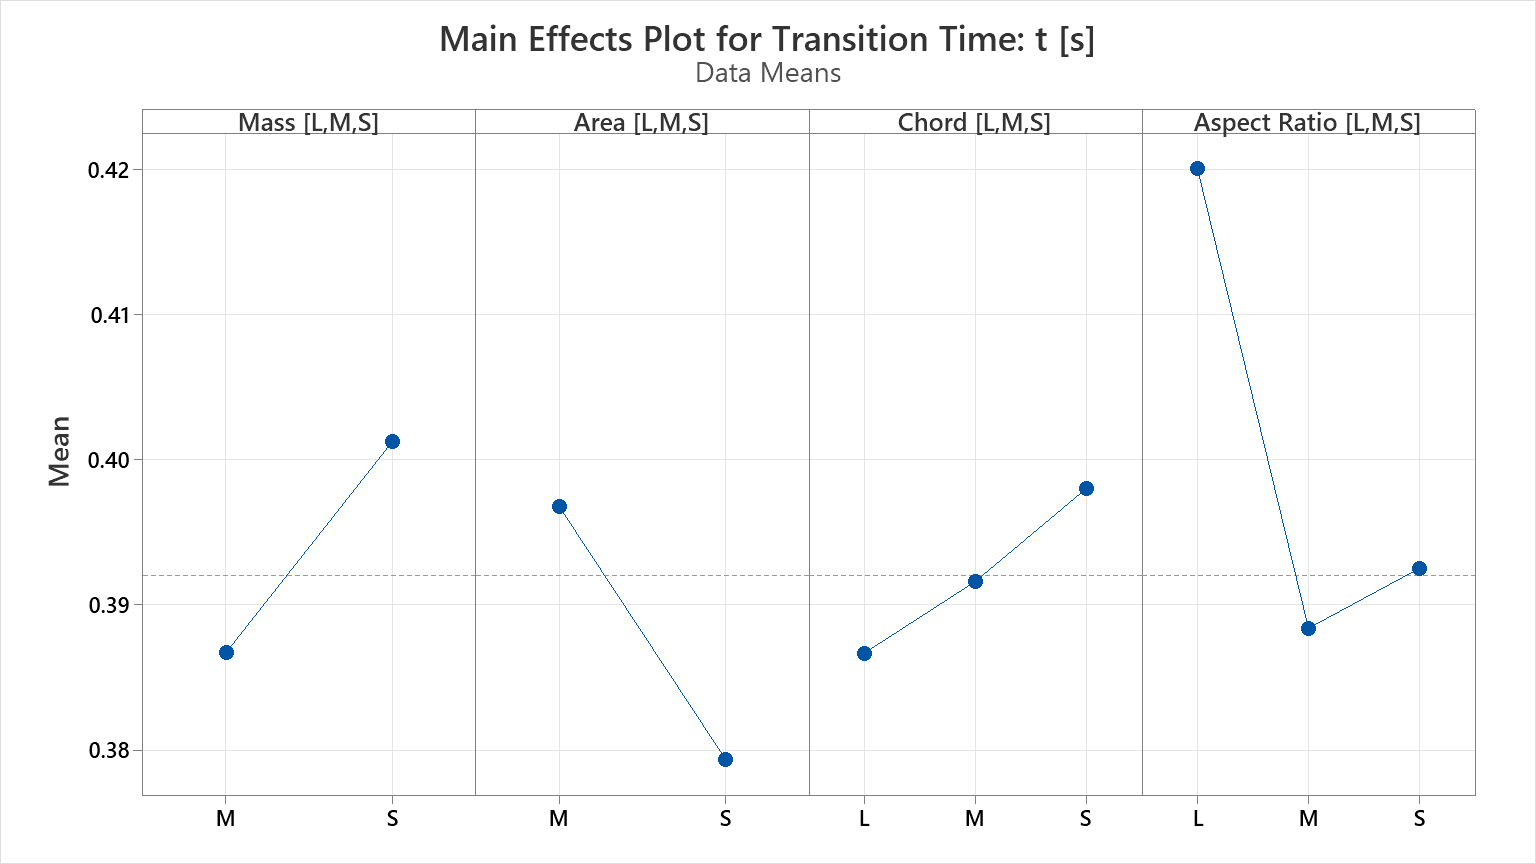 Main Effects Plot for Transition Time: t [s]
Data Means
Mass [L,M,S] Area [L,M,S] Chord [L,M,S] Aspect Ratio [L,M,S]
0.42
0.41
0.40
0.39
0.38
Mean
M S M S L M S L M S